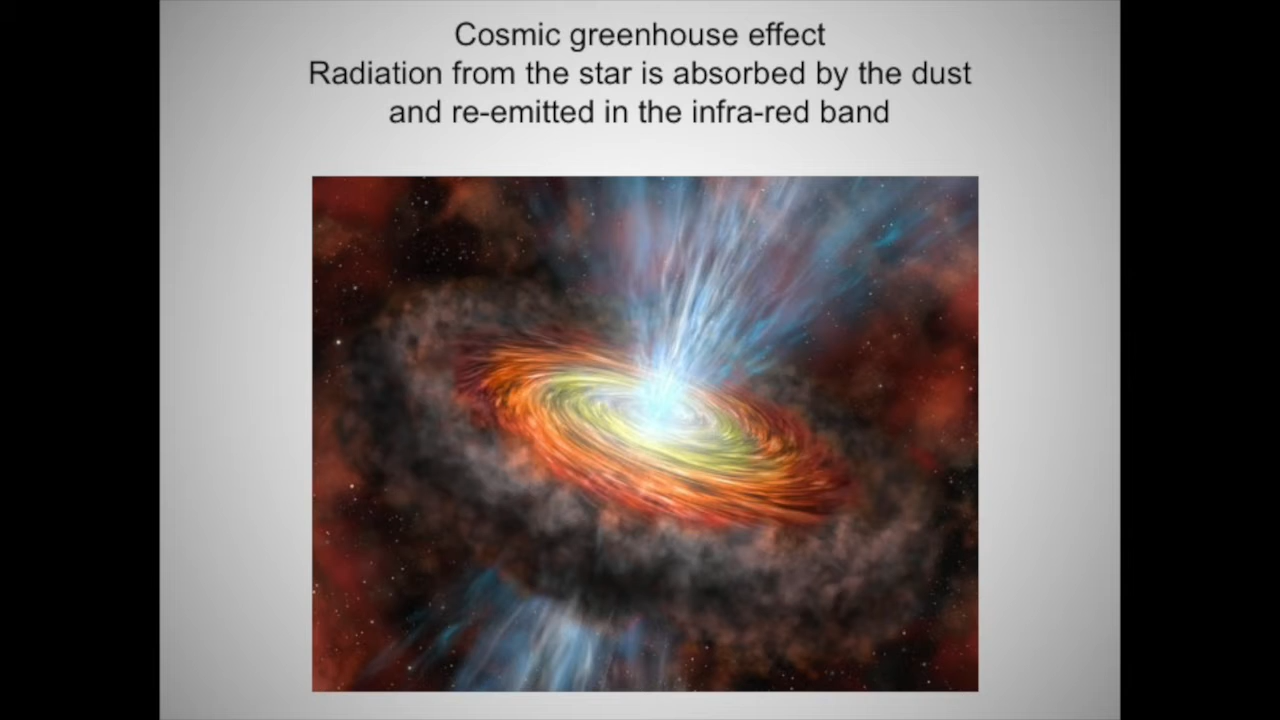 Cosmic greenhouse effect
Radiation from the star is absorbed by the dust
and re-emitted in the infra-red band